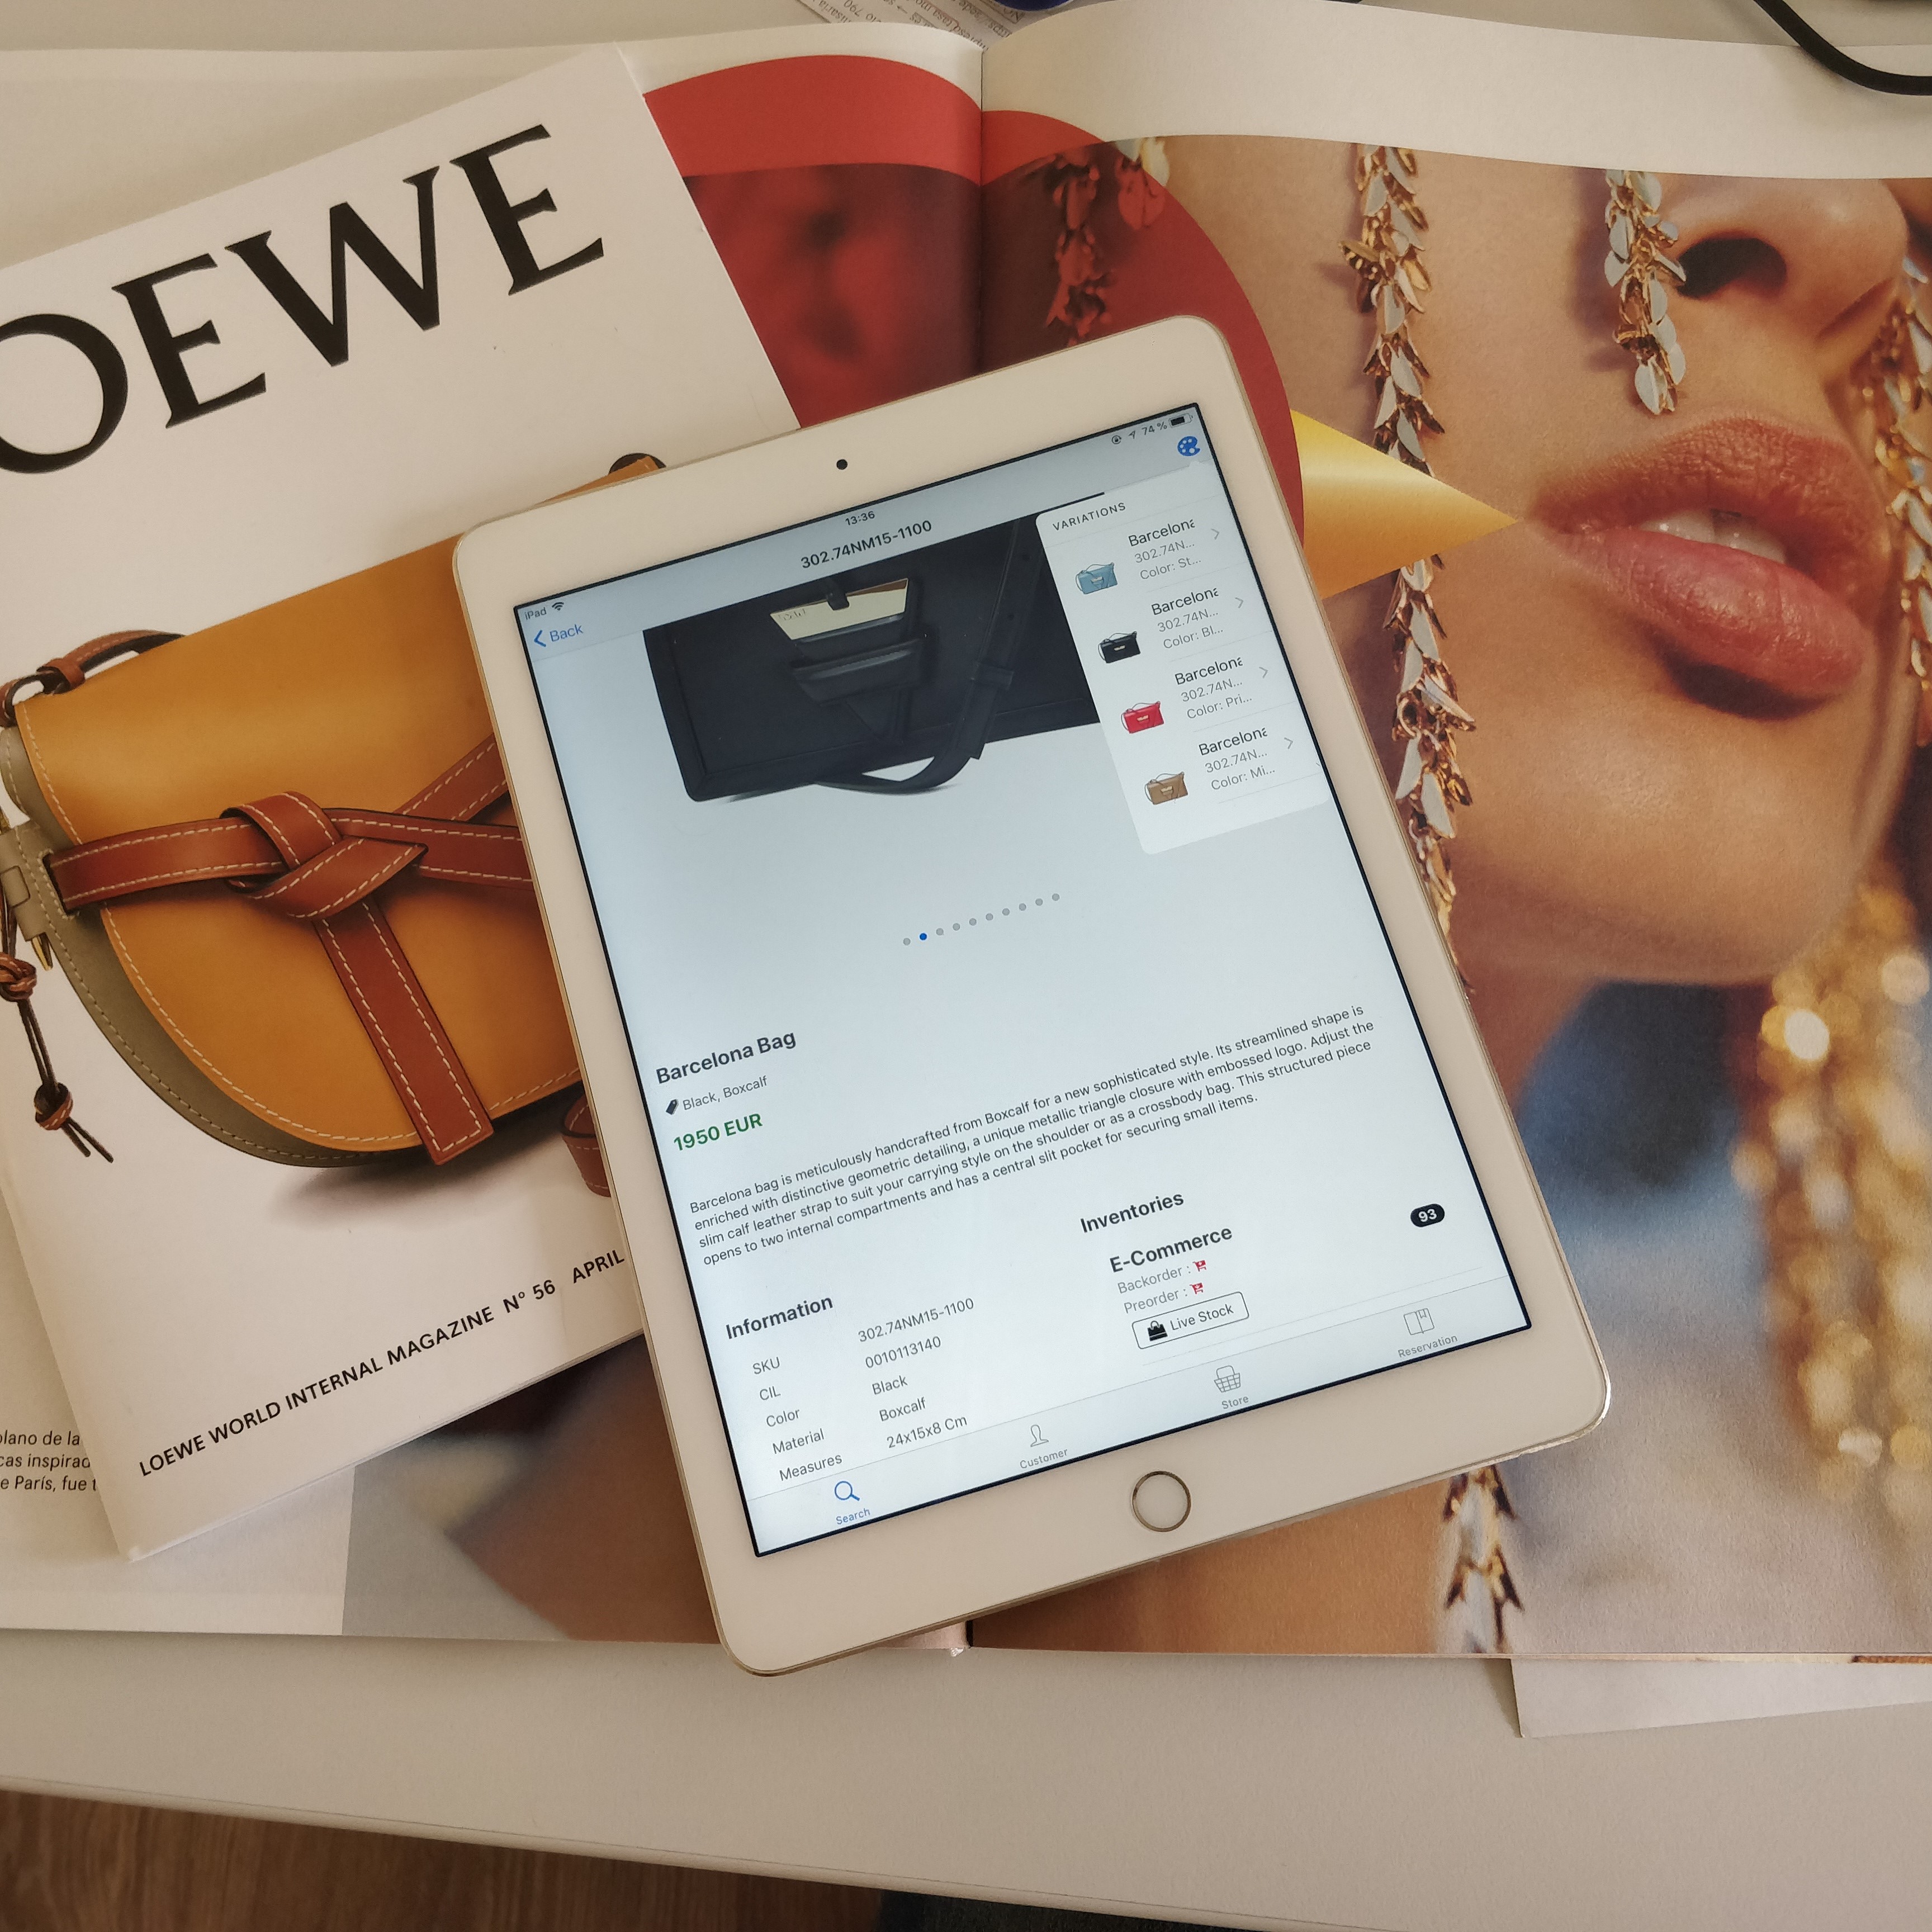 OEWE
LOEWE WORLD INTERNAL MAGAZINE Nº 56 APRIL
lano de la
cas inspirad
e París, fue t
iPad
13:36
74 %
Back
302.74NM15-1100
VARIATIONS
Barcelona
302.74N...
Color: St...
Barcelona
302.74N...
Color: Bl...
Barcelona
302.74N...
Color: Pri...
Barcelona
302.74N...
Color: Mi...
Barcelona Bag
Black, Boxcalf
1950 EUR
Barcelona bag is meticulously handcrafted from Boxcalf for a new sophisticated style. Its streamlined shape is
enriched with distinctive geometric detailing, a unique metallic triangle closure with embossed logo. Adjust the
slim calf leather strap to suit your carrying style on the shoulder or as a crossbody bag. This structured piece
opens to two internal compartments and has a central slit pocket for securing small items.
Information
SKU 302.74NM15-1100
CIL 0010113140
Color Black
Material Boxcalf
Measures 24x15x8 Cm
Inventories
E-Commerce 93
Backorder :
Preorder :
Live Stock
Search
Customer
Store
Reservation